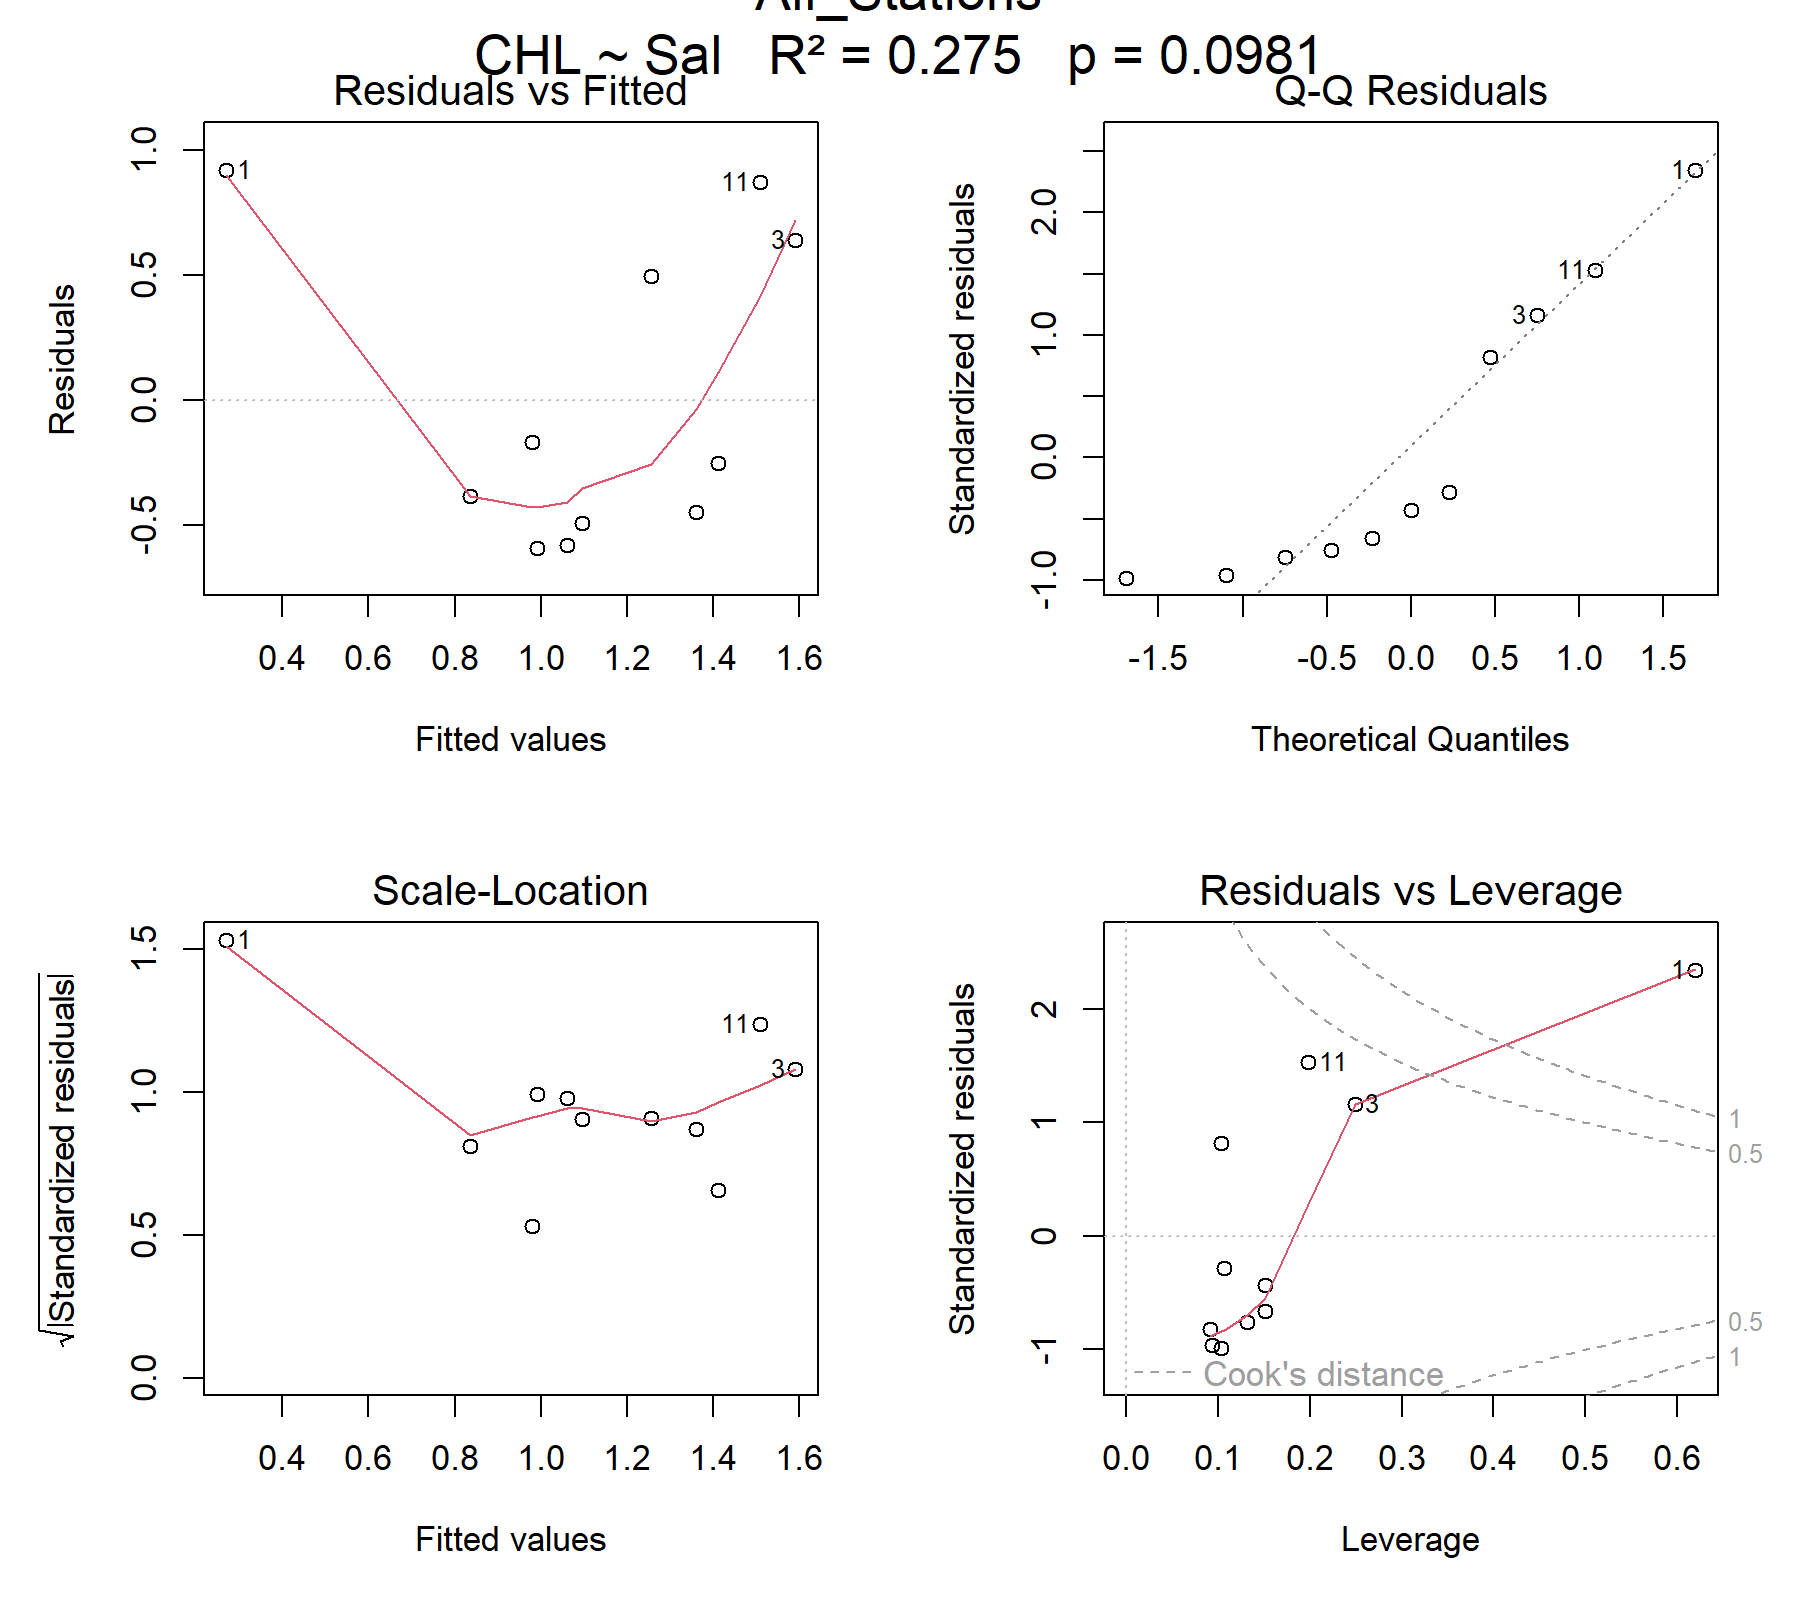 All_Stations
CHL ~ Sal R² = 0.275 p = 0.0981
Residuals vs Fitted
1.0
0.5
0.0
-0.5
Residuals
1
11
3
0.4 0.6 0.8 1.0 1.2 1.4 1.6
Fitted values
Q-Q Residuals
2.0
1.0
0.0
-1.0
Standardized residuals
1
11
3
-1.5 -0.5 0.0 0.5 1.0 1.5
Theoretical Quantiles
Scale-Location
1.5
1.0
0.5
0.0
√|Standardized residuals|
1
11
3
0.4 0.6 0.8 1.0 1.2 1.4 1.6
Fitted values
Residuals vs Leverage
2
1
0
-1
Standardized residuals
1
11
3
1
0.5
0.5
1
Cook's distance
0.0 0.1 0.2 0.3 0.4 0.5 0.6
Leverage